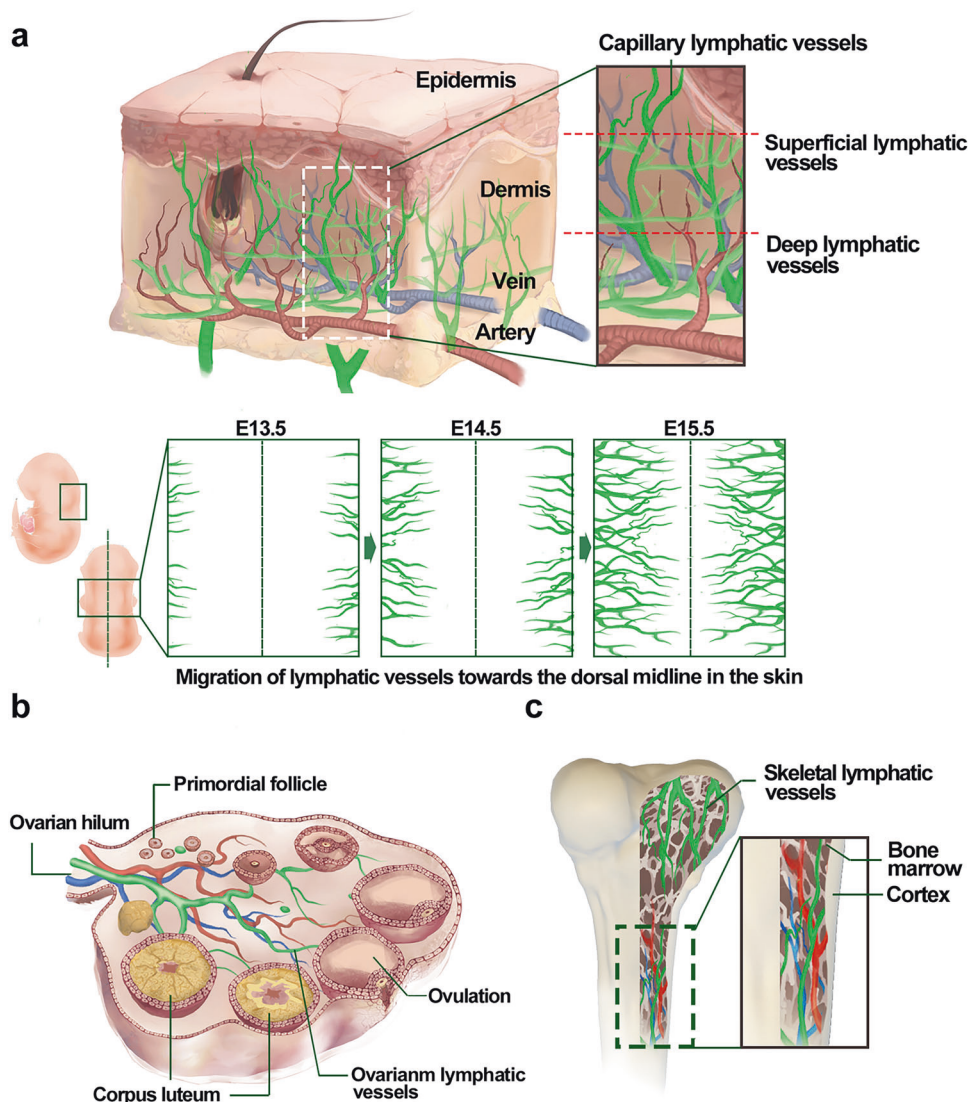 a
Capillary lymphatic vessels
Epidermis
Superficial lymphatic
vessels
Dermis
Deep lymphatic
vessels
Vein
Artery
E13.5
E14.5
E15.5
Migration of lymphatic vessels towards the dorsal midline in the skin
b
Primordial follicle
Ovarian hilum
Ovulation
Ovarianm lymphatic
vessels
Corpus luteum
c
Skeletal lymphatic
vessels
Bone
marrow
Cortex